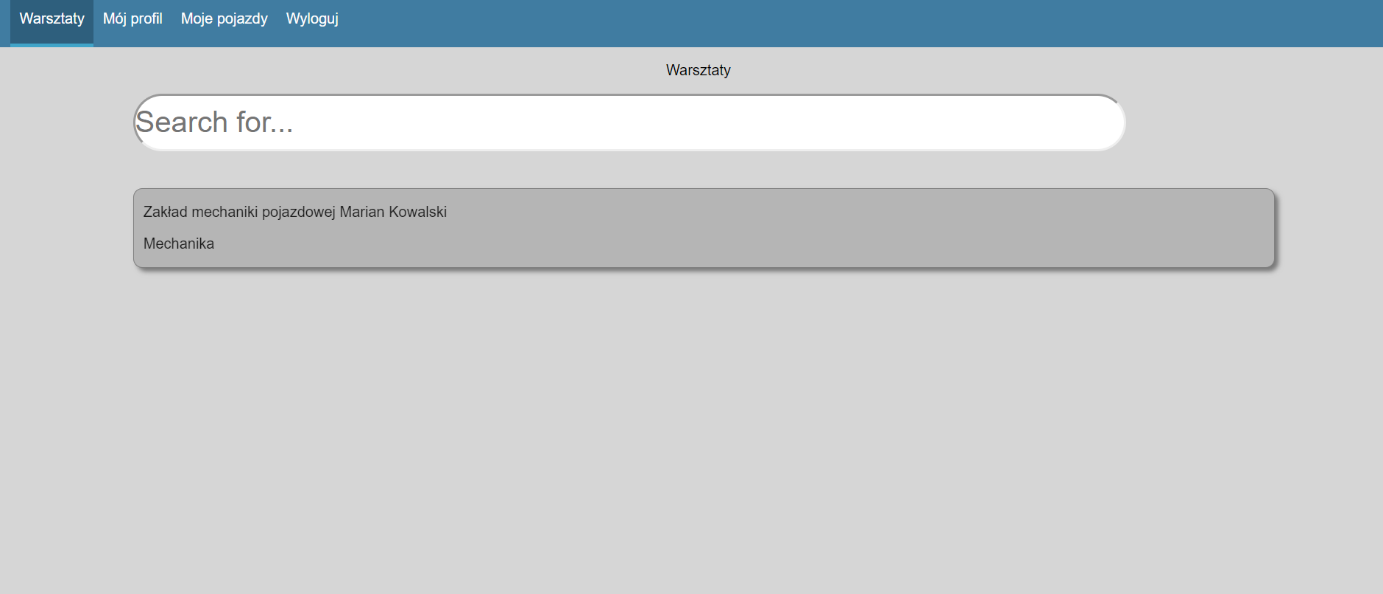 Warsztaty Mój profil Moje pojazdy Wyloguj
Warsztaty
Search for...
Zakład mechaniki pojazdowej Marian Kowalski
Mechanika